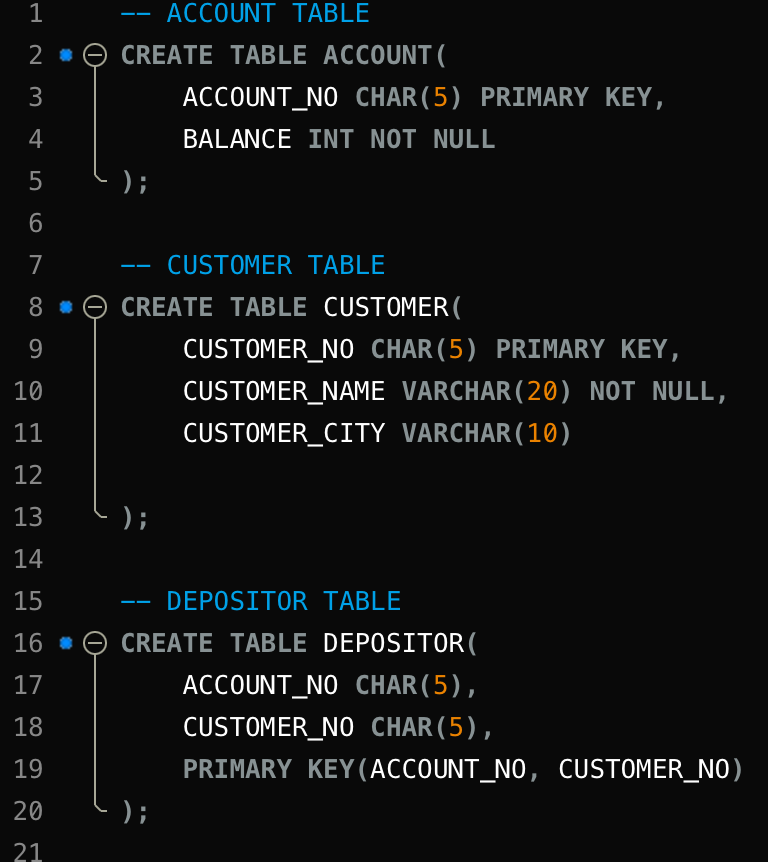 1 -- ACCOUNT TABLE
2 CREATE TABLE ACCOUNT(
3 ACCOUNT_NO CHAR(5) PRIMARY KEY,
4 BALANCE INT NOT NULL
5 );
6
7 -- CUSTOMER TABLE
8 CREATE TABLE CUSTOMER(
9 CUSTOMER_NO CHAR(5) PRIMARY KEY,
10 CUSTOMER_NAME VARCHAR(20) NOT NULL,
11 CUSTOMER_CITY VARCHAR(10)
12
13 );
14
15 -- DEPOSITOR TABLE
16 CREATE TABLE DEPOSITOR(
17 ACCOUNT_NO CHAR(5),
18 CUSTOMER_NO CHAR(5),
19 PRIMARY KEY(ACCOUNT_NO, CUSTOMER_NO)
20 );
21